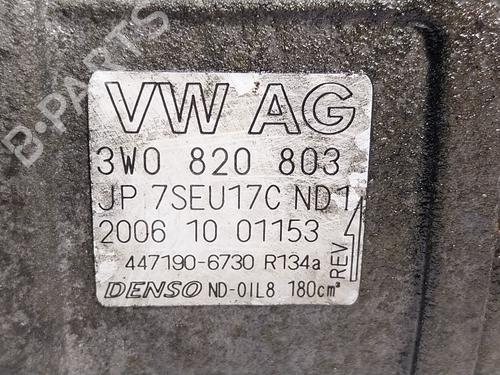 VW AG
3W0 820 803
JP 7SEU17C ND1
2006 10 01153
447190-6730 R134a
REV
DENSO ND-OIL8 180cm³
B-PARTS